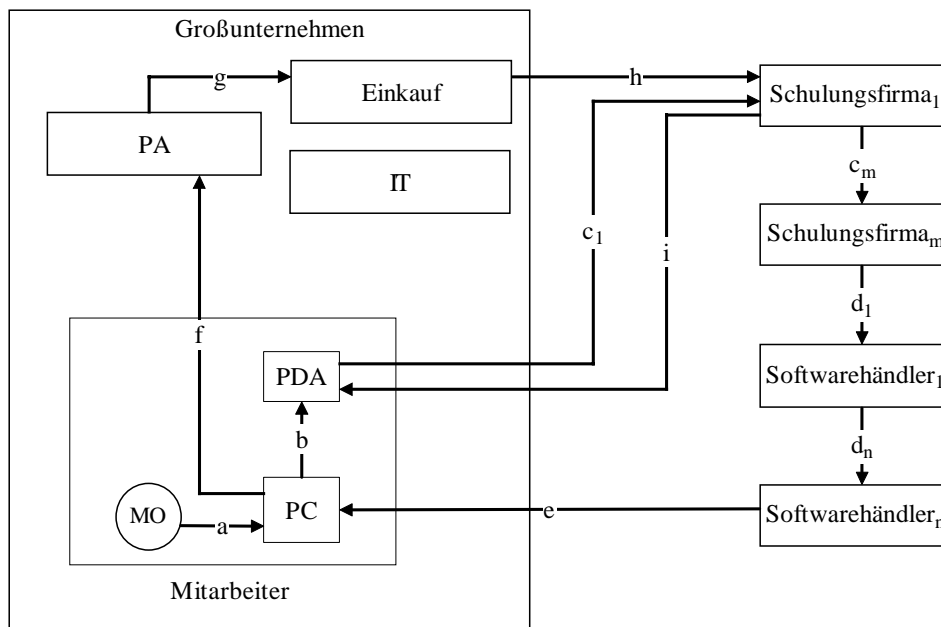 Großunternehmen
g
Einkauf
h
Schulungsfirma₁
PA
IT
cₘ
c₁
i
Schulungsfirmaₘ
f
d₁
PDA
Softwarehändler₁
b
dₙ
MO
a
PC
e
Softwarehändlerₙ
Mitarbeiter